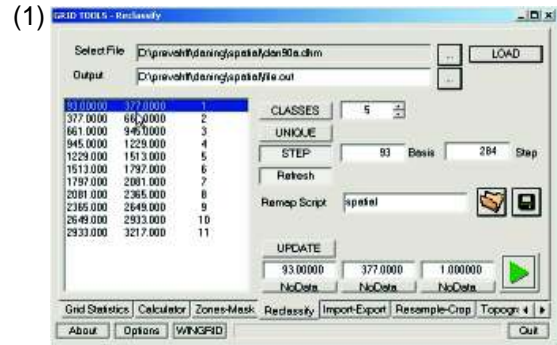 (1)
GRID TOOLS - Reclassify
Select File D:\prevahfl\daning\spatial\dan90a.dhm .. LOAD
Output D:\prevahfl\daning\spatial\file.out ..
93.00000 377.0000 1
377.0000 661.0000 2
661.0000 945.0000 3
945.0000 1229.000 4
1229.000 1513.000 5
1513.000 1797.000 6
1797.000 2081.000 7
2081.000 2365.000 8
2365.000 2649.000 9
2649.000 2933.000 10
2933.000 3217.000 11
CLASSES 5
UNIQUE
STEP 93 Basis 284 Step
Refresh
Remap Script spatial
UPDATE
93.00000 377.0000 1.000000
NoData NoData NoData
Grid Statistics Calculator Zones-Mask Reclassify Import-Export Resample-Crop Topogr
About Options WINGRID Quit